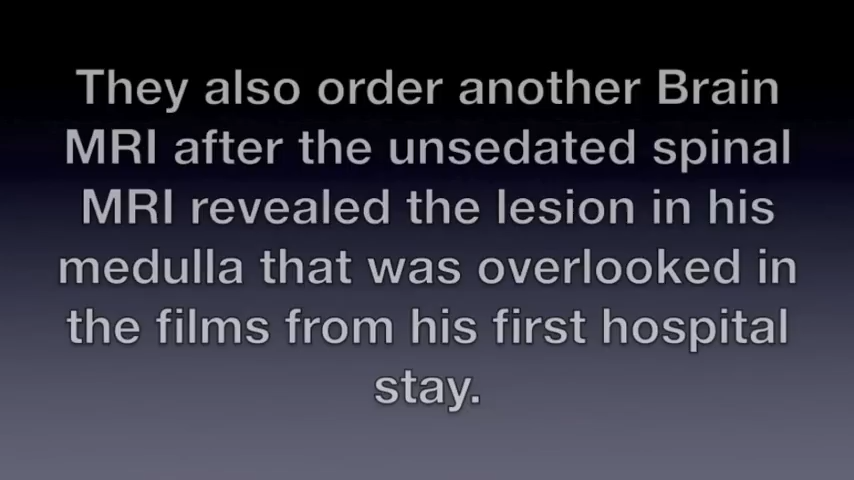 They also order another Brain
MRI after the unsedated spinal
MRI revealed the lesion in his
medulla that was overlooked in
the films from his first hospital
stay.